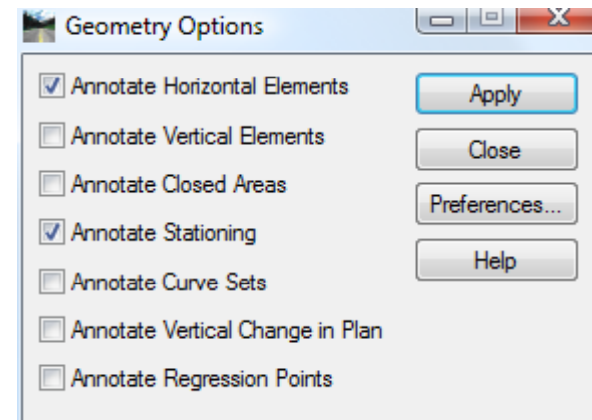 Geometry Options
Annotate Horizontal Elements
Annotate Vertical Elements
Annotate Closed Areas
Annotate Stationing
Annotate Curve Sets
Annotate Vertical Change in Plan
Annotate Regression Points
Apply
Close
Preferences...
Help